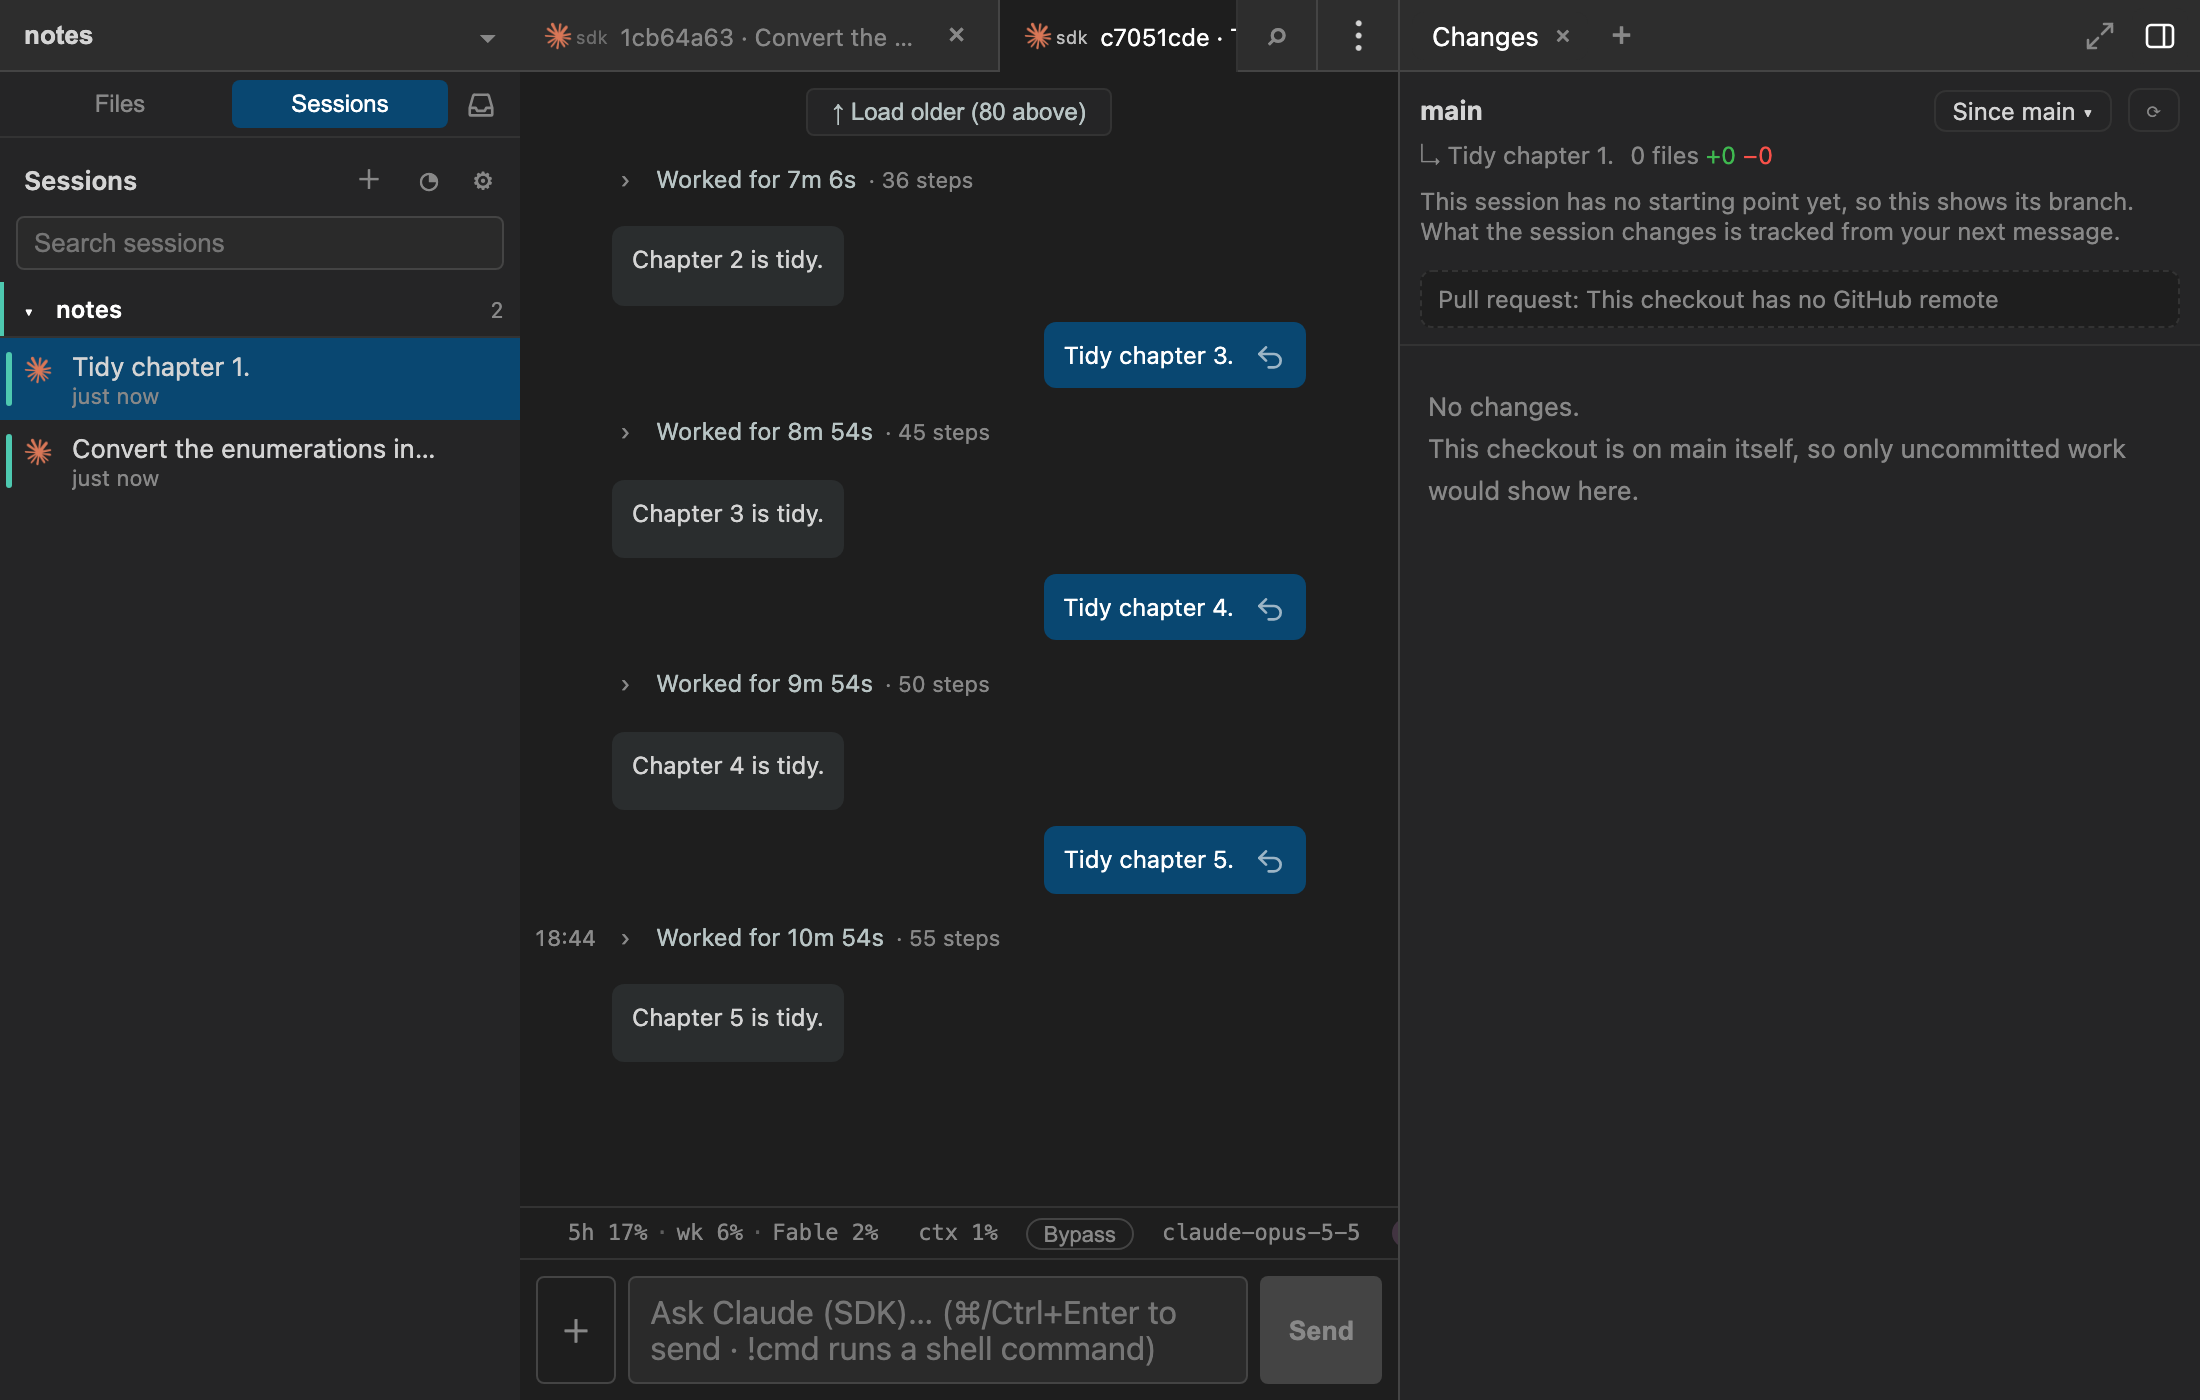 notes
Files
Sessions
Sessions
Search sessions
notes
2
Tidy chapter 1.
just now
Convert the enumerations in...
just now
sdk 1cb64a63 · Convert the ...
sdk c7051cde ·
↑ Load older (80 above)
Worked for 7m 6s · 36 steps
Chapter 2 is tidy.
Tidy chapter 3.
Worked for 8m 54s · 45 steps
Chapter 3 is tidy.
Tidy chapter 4.
Worked for 9m 54s · 50 steps
Chapter 4 is tidy.
Tidy chapter 5.
18:44 Worked for 10m 54s · 55 steps
Chapter 5 is tidy.
5h 17% · wk 6% · Fable 2% ctx 1% Bypass claude-opus-5-5
Ask Claude (SDK)... (⌘/Ctrl+Enter to
send · !cmd runs a shell command)
Send
Changes
main
Since main
Tidy chapter 1. 0 files +0 −0
This session has no starting point yet, so this shows its branch.
What the session changes is tracked from your next message.
Pull request: This checkout has no GitHub remote
No changes.
This checkout is on main itself, so only uncommitted work
would show here.